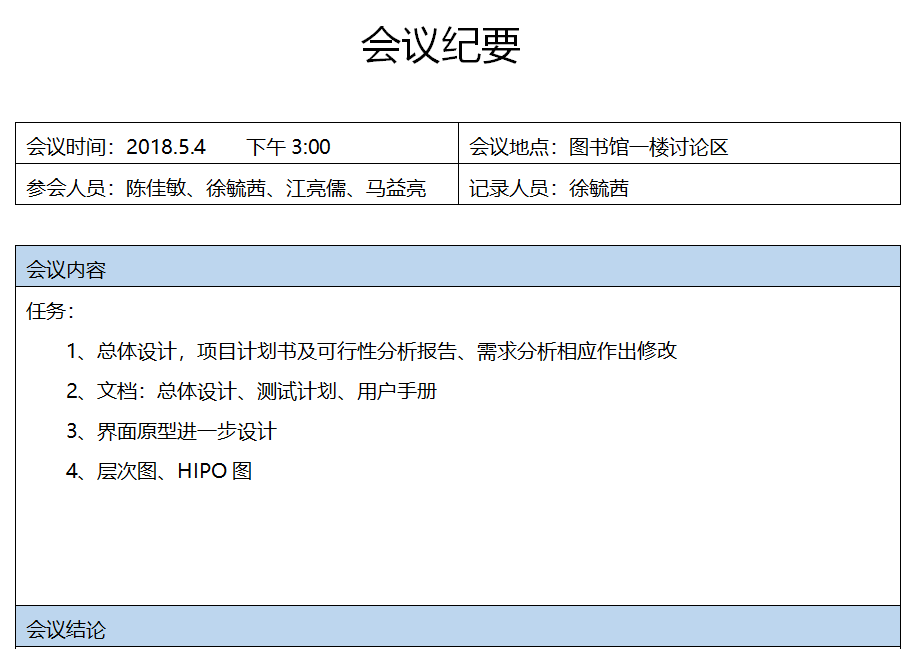 会议纪要
会议时间：2018.5.4 下午 3:00
会议地点：图书馆一楼讨论区
参会人员：陈佳敏、徐毓茜、江亮儒、马益亮
记录人员：徐毓茜
会议内容
任务：
1、总体设计，项目计划书及可行性分析报告、需求分析相应作出修改
2、文档：总体设计、测试计划、用户手册
3、界面原型进一步设计
4、层次图、HIPO 图
会议结论